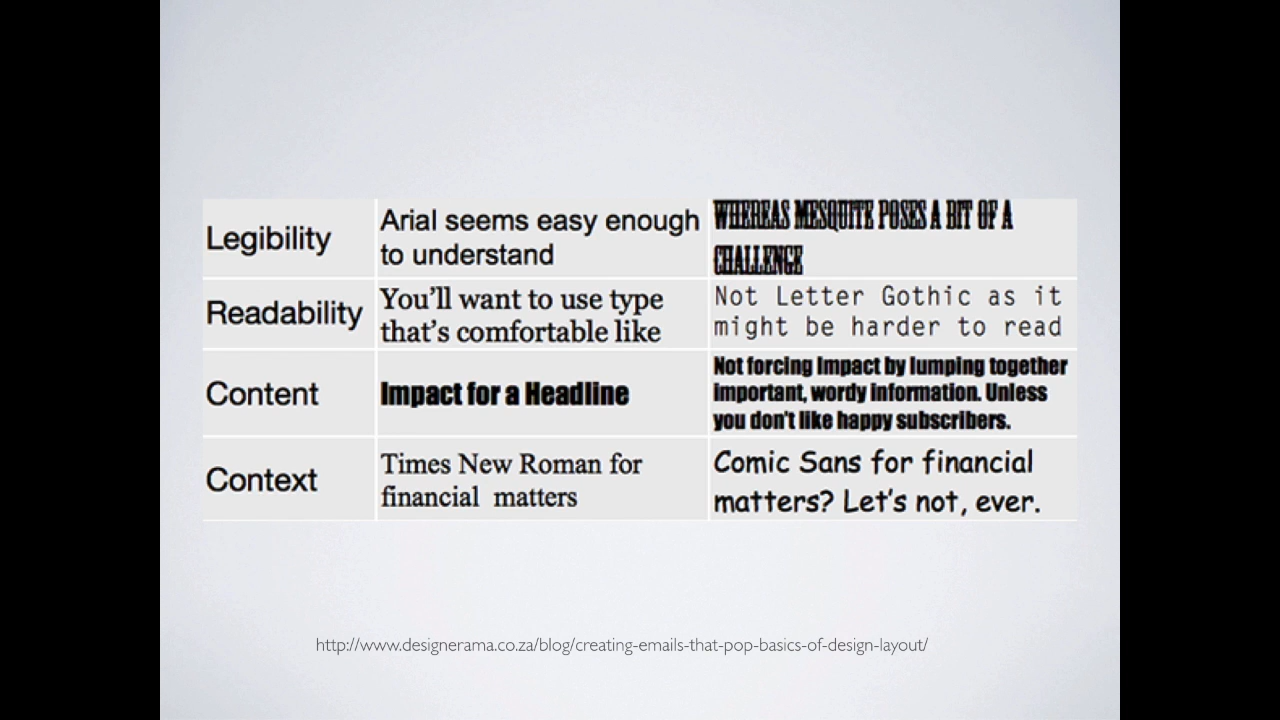 Legibility
Arial seems easy enough
to understand
WHEREAS MESQUITE POSES A BIT OF A
CHALLENGE
Readability
You’ll want to use type
that’s comfortable like
Not Letter Gothic as it
might be harder to read
Content
Impact for a Headline
Not forcing Impact by lumping together
important, wordy information. Unless
you don't like happy subscribers.
Context
Times New Roman for
financial  matters
Comic Sans for financial
matters? Let’s not, ever.
http://www.designerama.co.za/blog/creating-emails-that-pop-basics-of-design-layout/